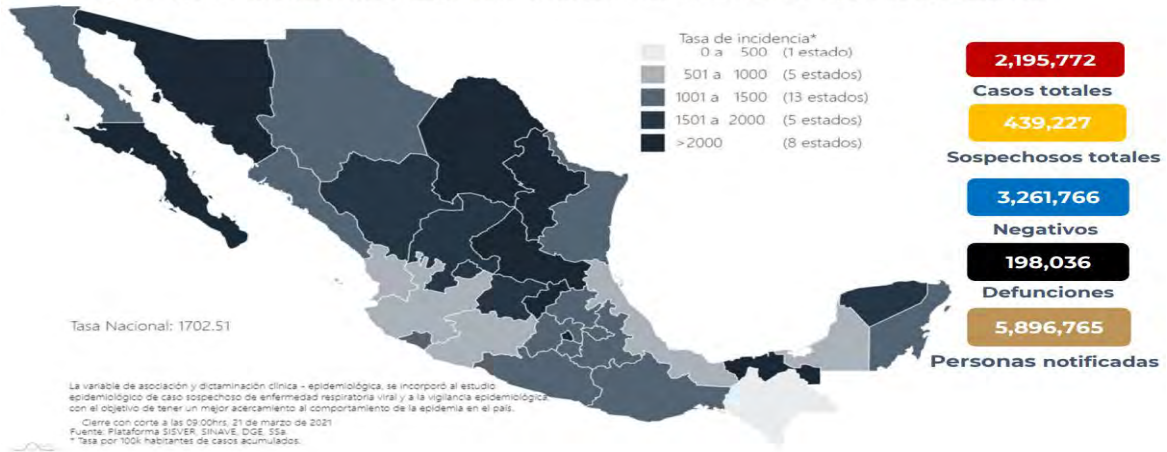 Tasa de incidencia*
0 a 500 (1 estado)
501 a 1000 (5 estados)
1001 a 1500 (13 estados)
1501 a 2000 (5 estados)
>2000 (8 estados)
2,195,772
Casos totales
439,227
Sospechosos totales
3,261,766
Negativos
198,036
Defunciones
5,896,765
Personas notificadas
Tasa Nacional: 1702.51
La variable de asociación y dictaminación clínica - epidemiológica, se incorporó al estudio
epidemiológico de caso sospechoso de enfermedad respiratoria viral y a la vigilancia epidemiológica,
con el objetivo de tener un mejor acercamiento al comportamiento de la epidemia en el país.
Cierre con corte a las 09:00hrs, 21 de marzo de 2021
Fuente: Plataforma SISVER, SINAVE, DGE, SSa.
* Tasa por 100k habitantes de casos acumulados.